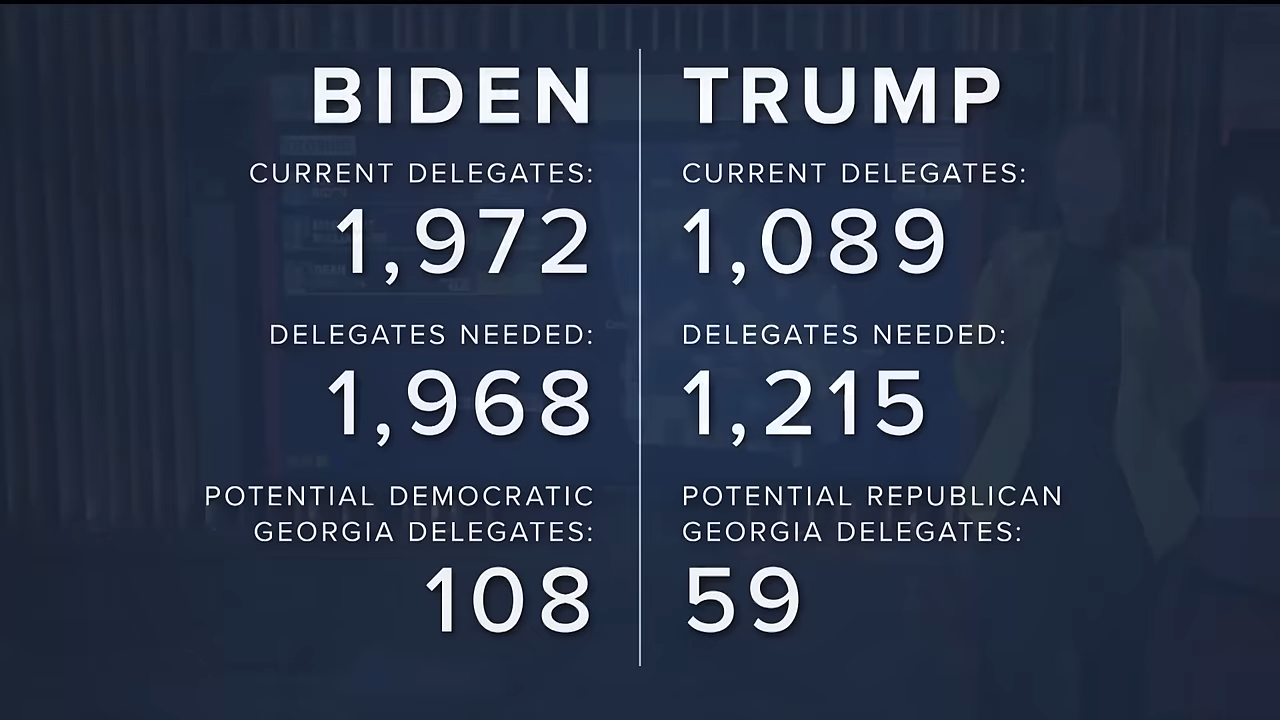 BIDEN
CURRENT DELEGATES:
1,972
DELEGATES NEEDED:
1,968
POTENTIAL DEMOCRATIC
GEORGIA DELEGATES:
108
TRUMP
CURRENT DELEGATES:
1,089
DELEGATES NEEDED:
1,215
POTENTIAL REPUBLICAN
GEORGIA DELEGATES:
59